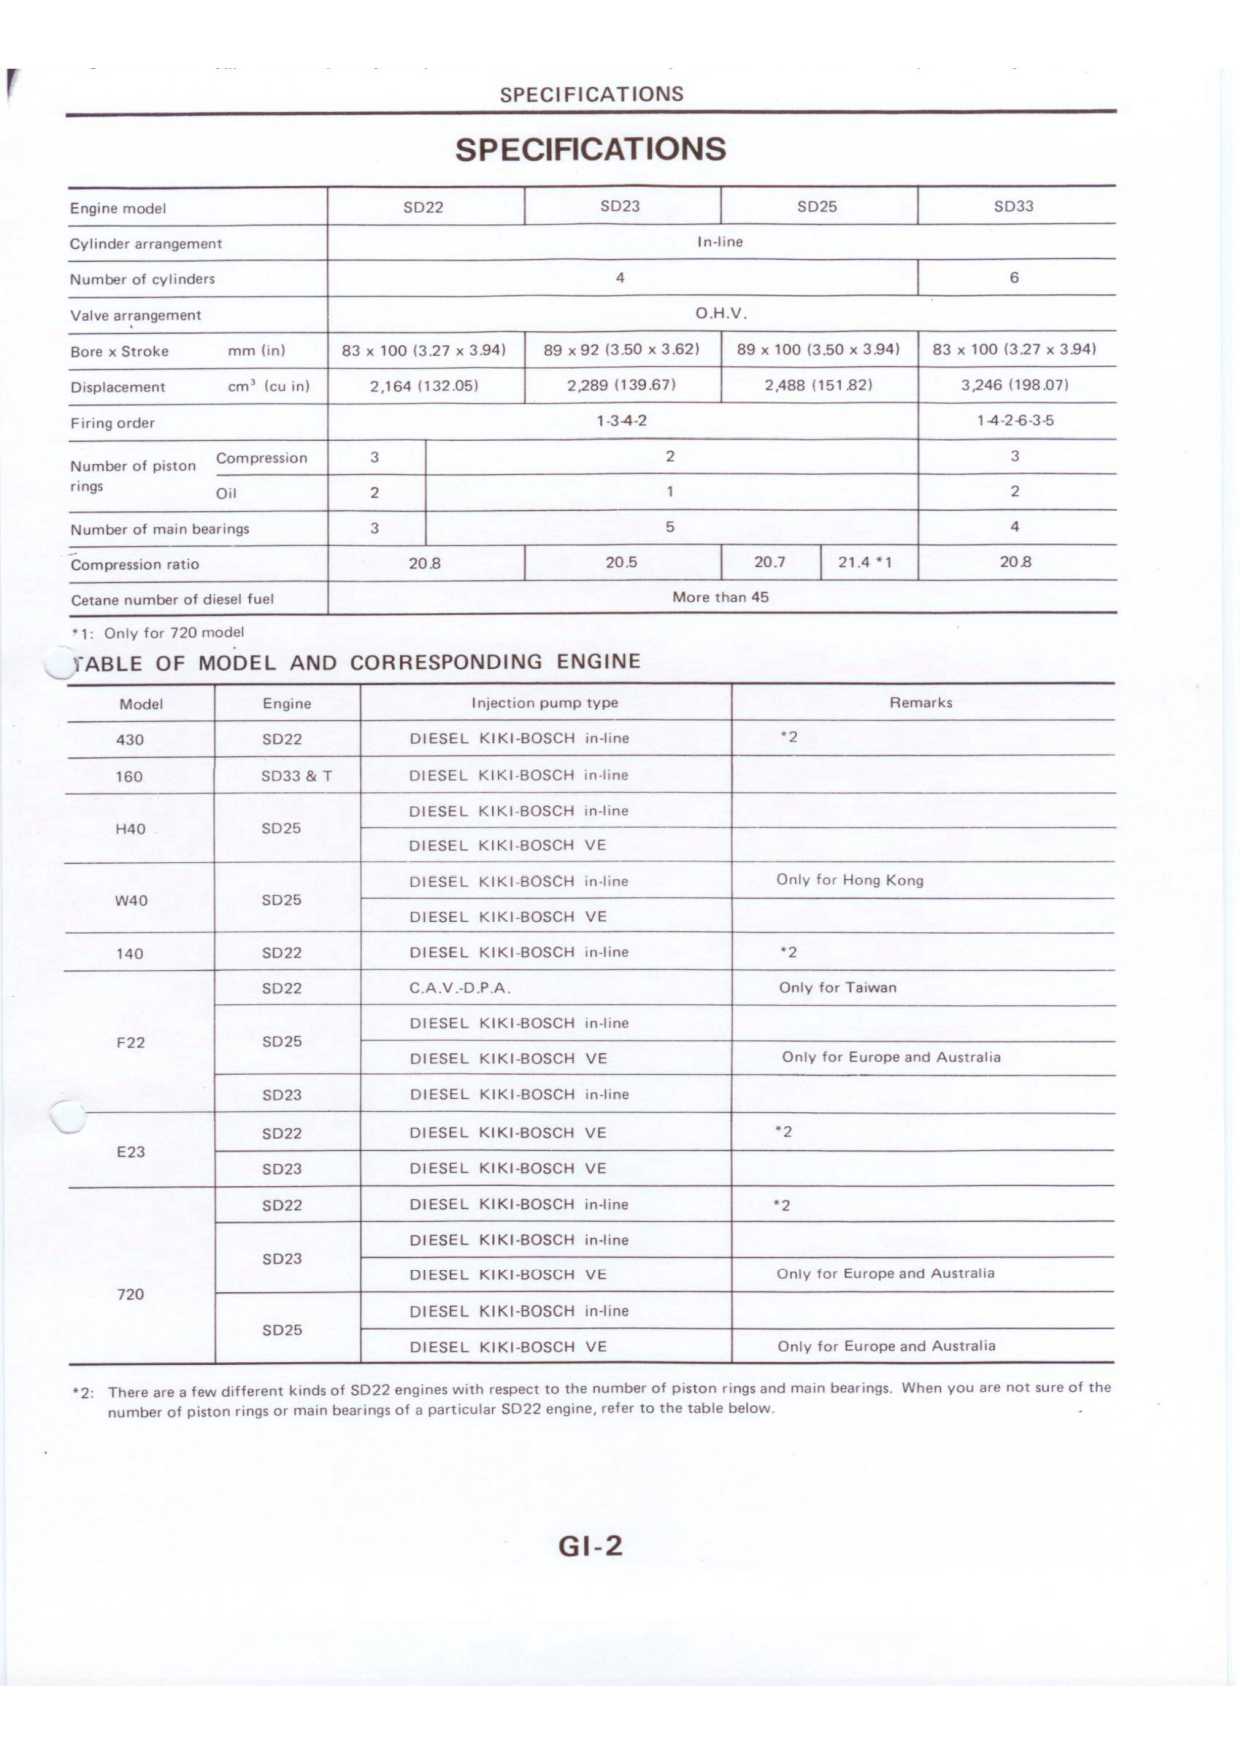 SPECIFICATIONS
SPECIFICATIONS
Engine model SD22 SD23 SD25 SD33
Cylinder arrangement In-line
Number of cylinders 4 6
Valve arrangement O.H.V.
Bore x Stroke mm (in) 83 x 100 (3.27 x 3.94) 89 x 92 (3.50 x 3.62) 89 x 100 (3.50 x 3.94) 83 x 100 (3.27 x 3.94)
Displacement cm³ (cu in) 2,164 (132.05) 2,289 (139.67) 2,488 (151.82) 3,246 (198.07)
Firing order 1-3-4-2 1-4-2-6-3-5
Number of piston rings Compression 3 2 3
Oil 2 1 2
Number of main bearings 3 5 4
Compression ratio 20.8 20.5 20.7 21.4 *1 20.8
Cetane number of diesel fuel More than 45
*1: Only for 720 model
TABLE OF MODEL AND CORRESPONDING ENGINE
Model Engine Injection pump type Remarks
430 SD22 DIESEL KIKI-BOSCH in-line *2
160 SD33 & T DIESEL KIKI-BOSCH in-line
H40 SD25 DIESEL KIKI-BOSCH in-line
DIESEL KIKI-BOSCH VE
W40 SD25 DIESEL KIKI-BOSCH in-line Only for Hong Kong
DIESEL KIKI-BOSCH VE
140 SD22 DIESEL KIKI-BOSCH in-line *2
F22 SD22 C.A.V.-D.P.A. Only for Taiwan
SD25 DIESEL KIKI-BOSCH in-line
DIESEL KIKI-BOSCH VE Only for Europe and Australia
SD23 DIESEL KIKI-BOSCH in-line
E23 SD22 DIESEL KIKI-BOSCH VE *2
SD23 DIESEL KIKI-BOSCH VE
720 SD22 DIESEL KIKI-BOSCH in-line *2
SD23 DIESEL KIKI-BOSCH in-line
DIESEL KIKI-BOSCH VE Only for Europe and Australia
SD25 DIESEL KIKI-BOSCH in-line
DIESEL KIKI-BOSCH VE Only for Europe and Australia
*2: There are a few different kinds of SD22 engines with respect to the number of piston rings and main bearings. When you are not sure of the
number of piston rings or main bearings of a particular SD22 engine, refer to the table below.
GI-2